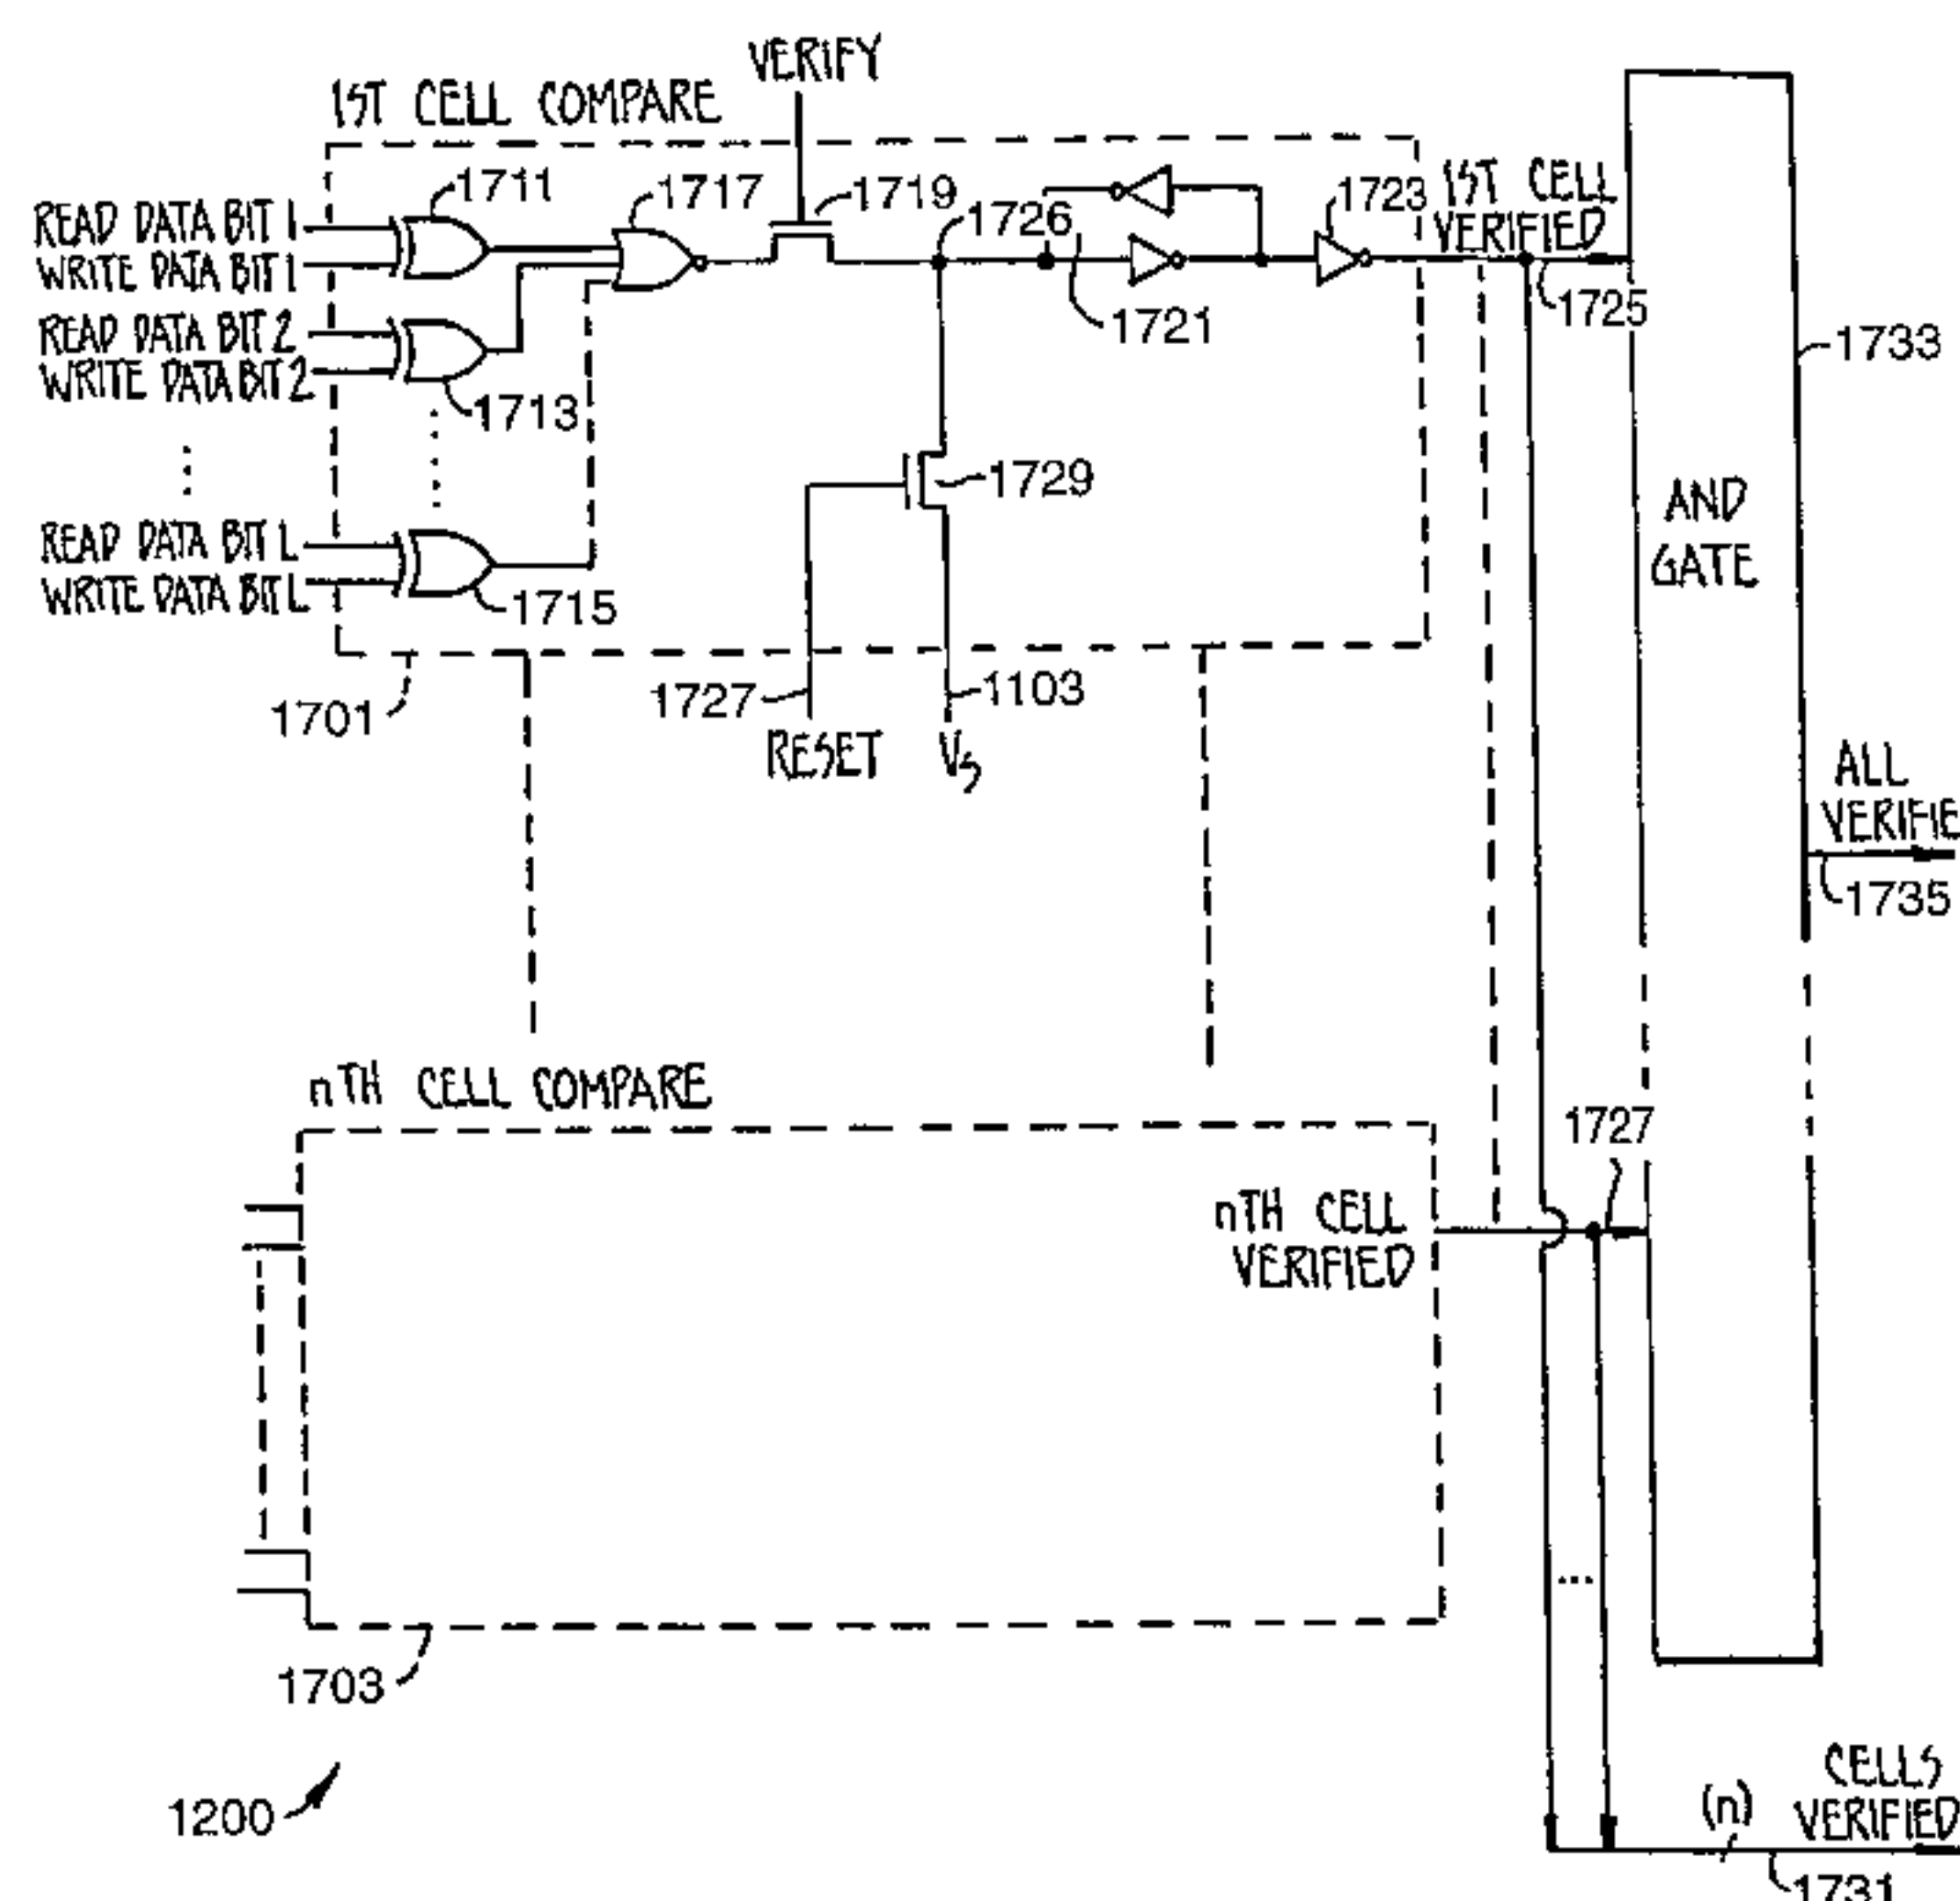 VERIFY
1ST CELL COMPARE
1711
1717
1719
1726
1723
1ST CELL
VERIFIED
READ DATA BIT 1
WRITE DATA BIT 1
1721
1725
READ DATA BIT 2
WRITE DATA BIT 2
1713
1733
1729
AND
GATE
READ DATA BIT L
WRITE DATA BIT L
1715
1701
1727
1103
RESET
VS
ALL
VERIFIE
1735
nTH CELL COMPARE
1727
nTH CELL
VERIFIED
...
1703
1200
(n)
CELLS
VERIFIED
1731